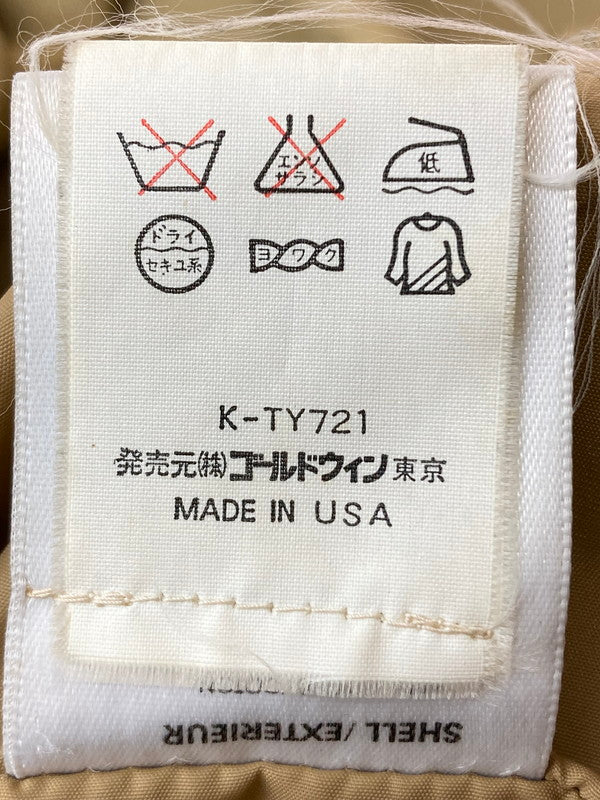 エンソ
サラシ
低
ドライ
セキユ系
ヨワク
K-TY721
発売元(株)ゴールドウイン東京
MADE IN USA
SHELL/EXTERIEUR